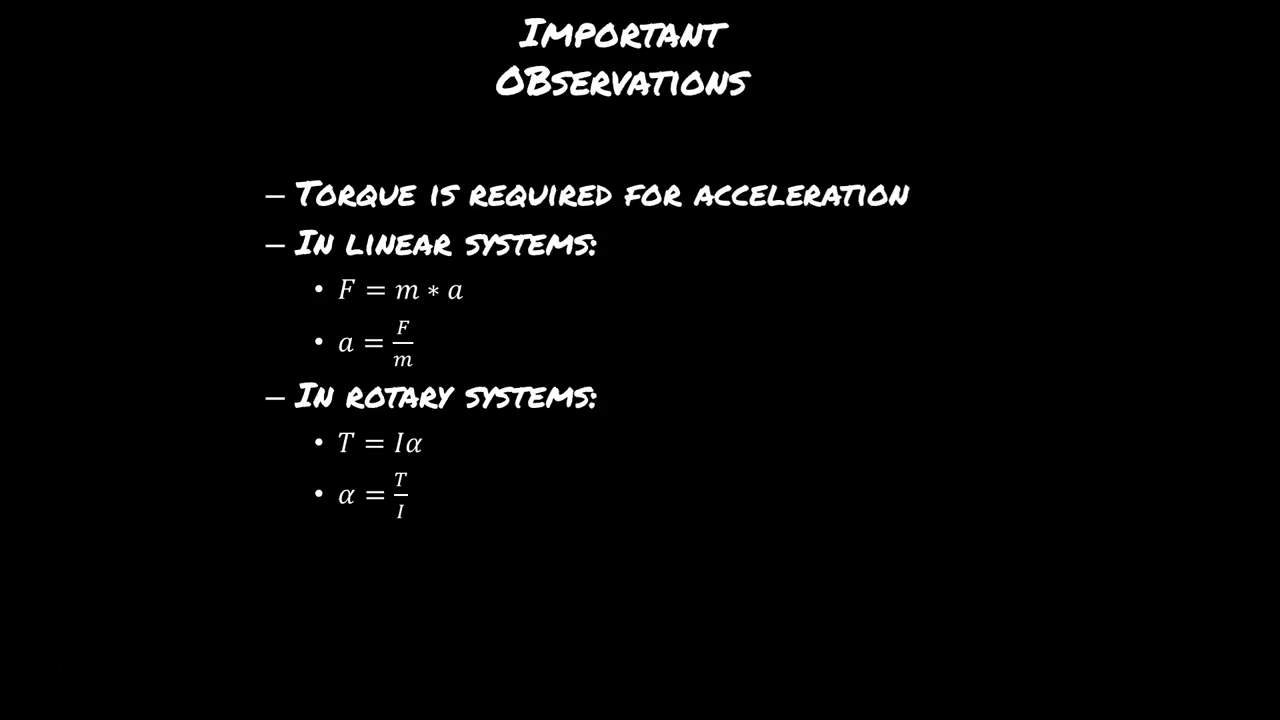 Important
OBservations
– Torque is required for acceleration
– In linear systems:
• F = m ∗ a
• a = F/m
– In rotary systems:
• T = Iα
• α = T/I